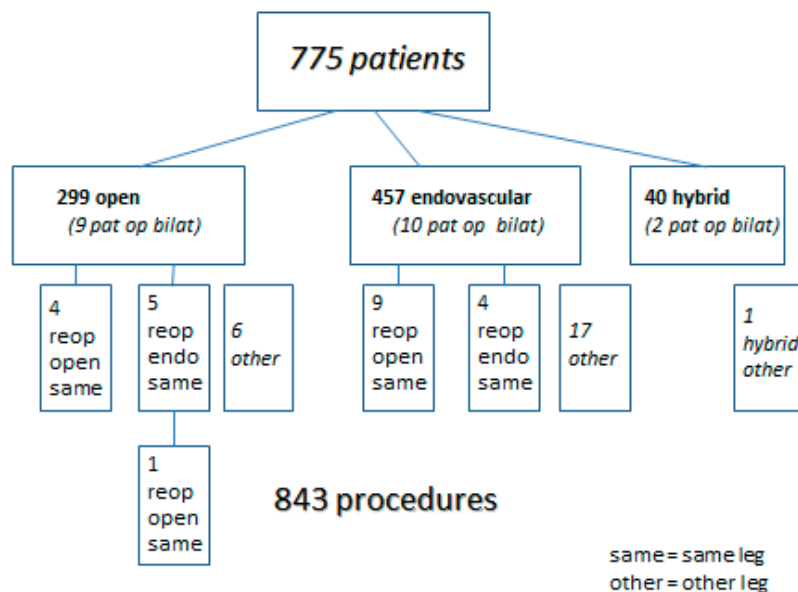 775 patients
299 open
(9 pat op bilat)
457 endovascular
(10 pat op bilat)
40 hybrid
(2 pat op bilat)
4
reop
open
same
5
reop
endo
same
6
other
9
reop
open
same
4
reop
endo
same
17
other
1
hybrid
other
1
reop
open
same
843 procedures
same = same leg
other = other leg